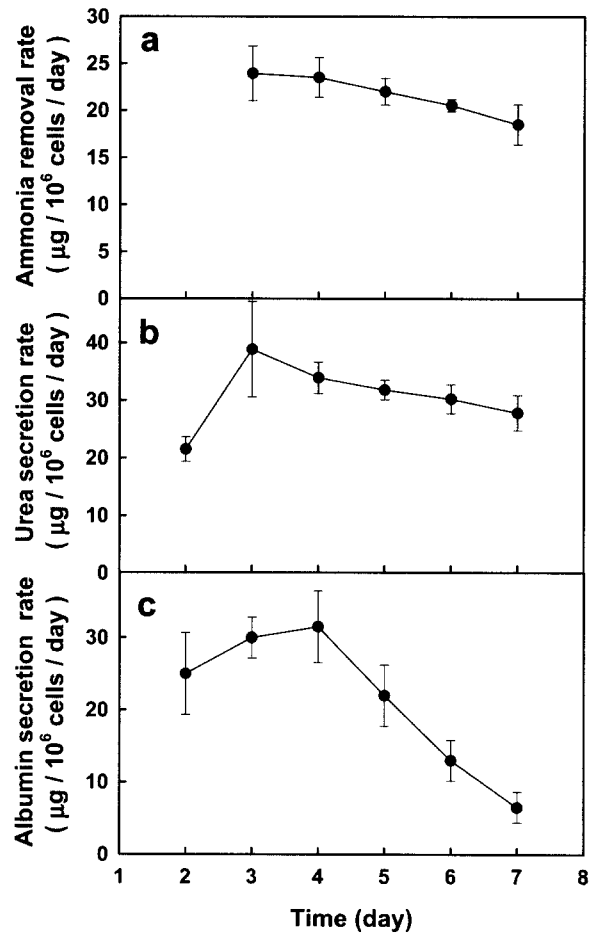 a
Ammonia removal rate
( µg / 10⁶ cells / day)
30
25
20
15
10
5
0
b
Urea secretion rate
( µg / 10⁶ cells / day)
40
30
20
10
0
c
Albumin secretion rate
( µg / 10⁶ cells / day)
30
20
10
0
1 2 3 4 5 6 7 8
Time (day)